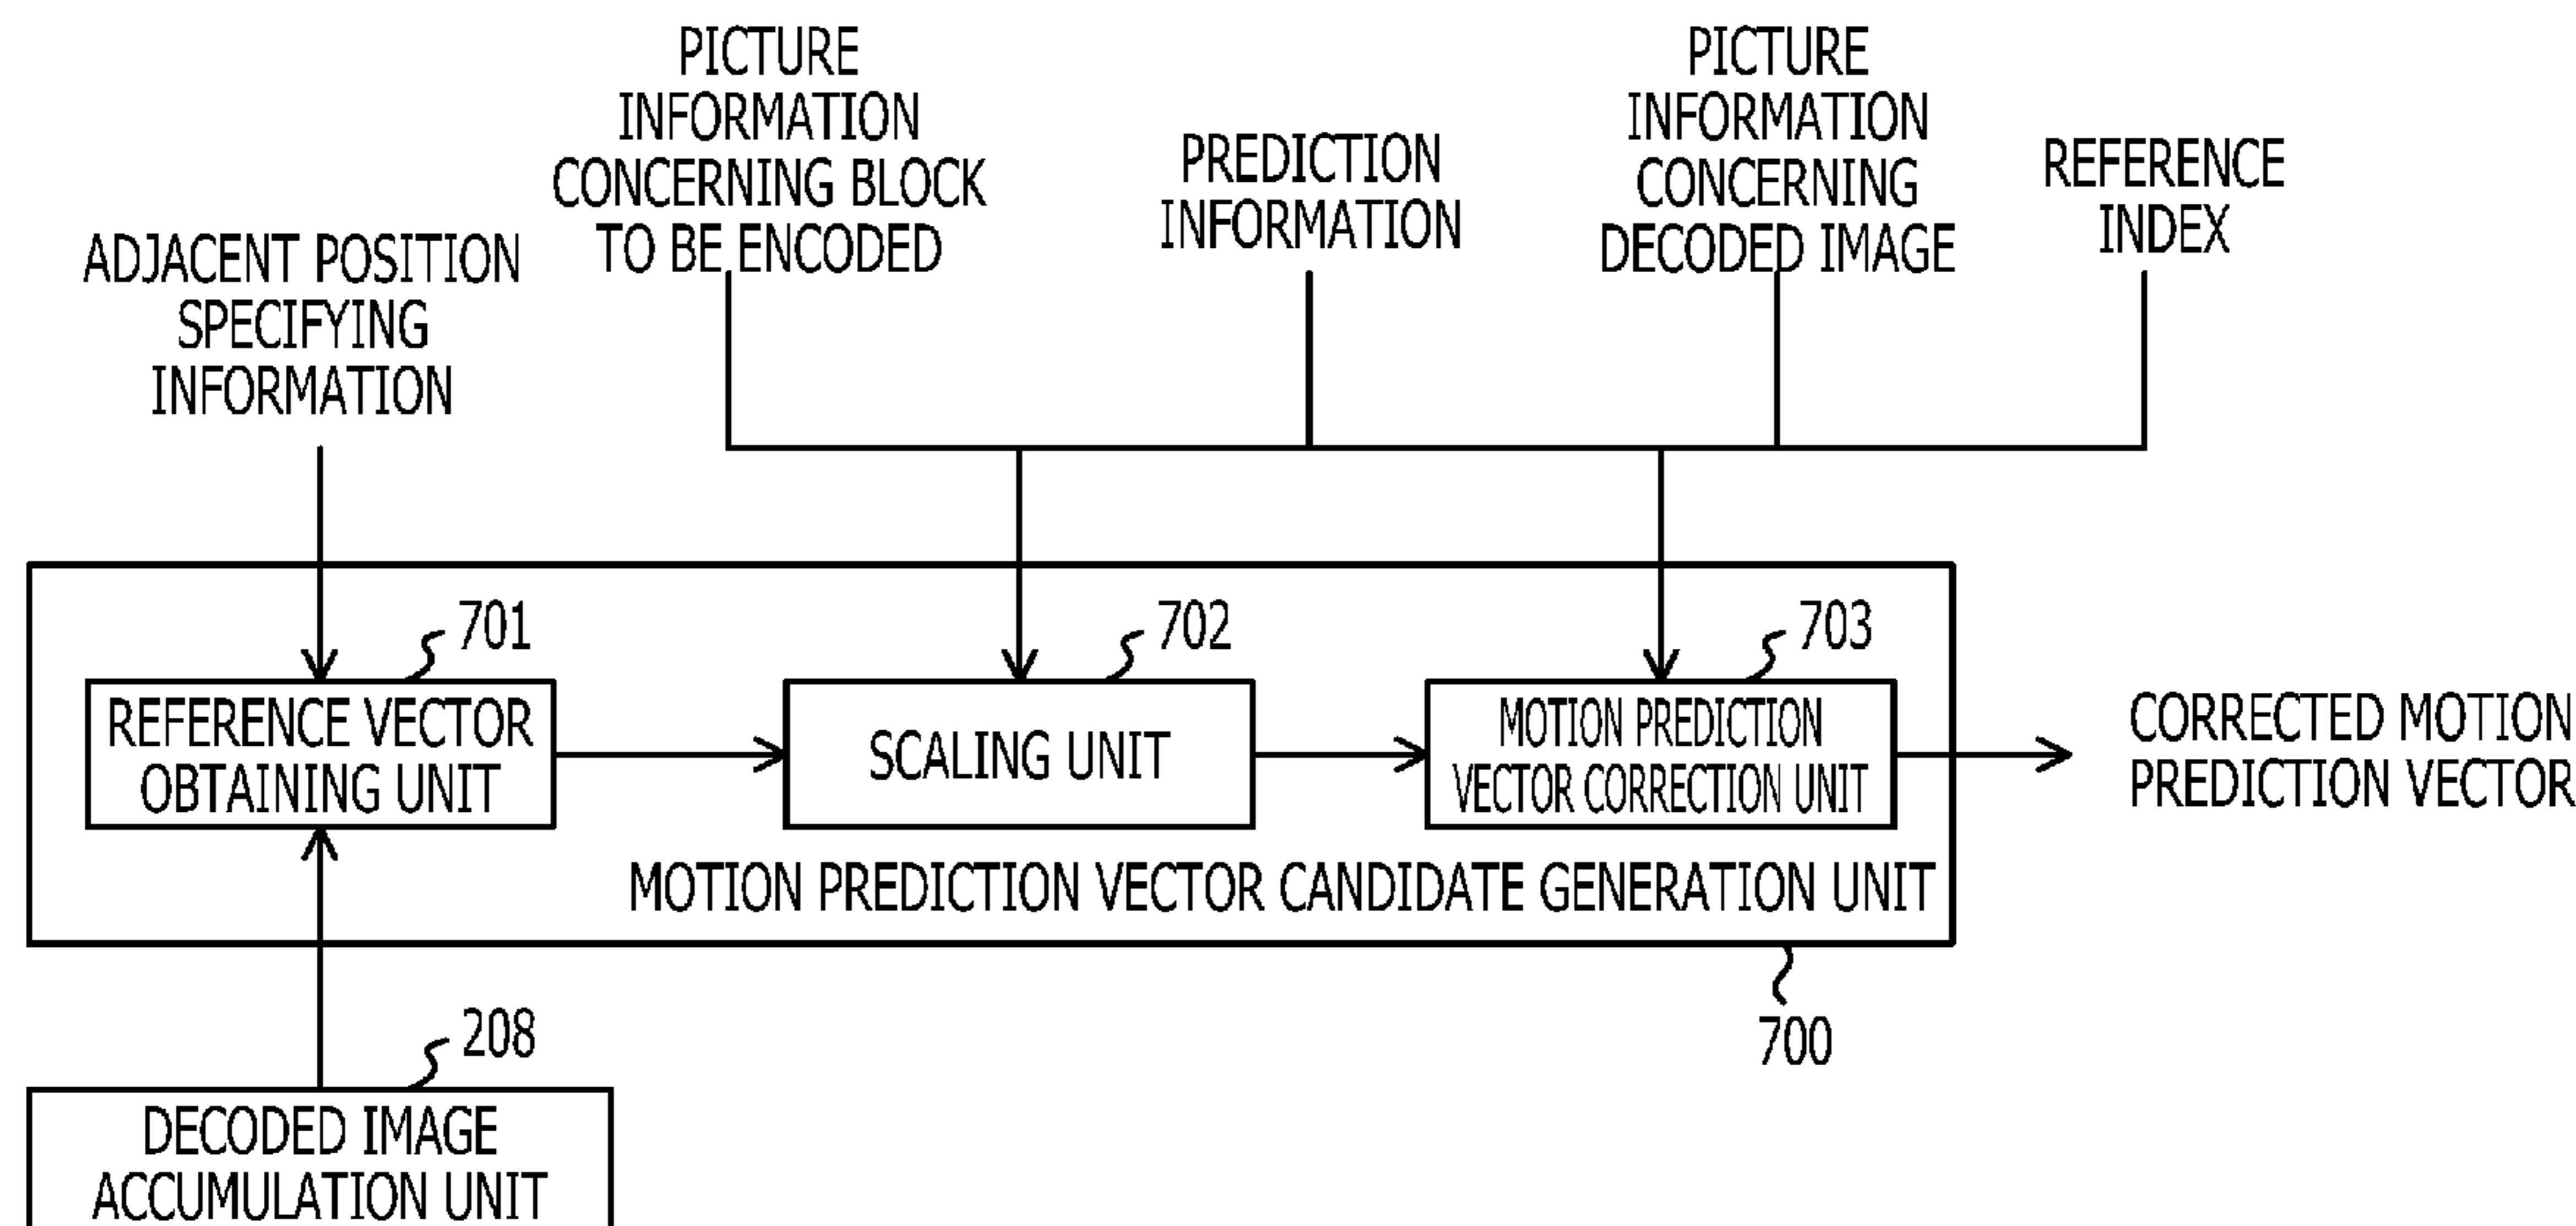 PICTURE
INFORMATION
CONCERNING BLOCK
TO BE ENCODED
PREDICTION
INFORMATION
PICTURE
INFORMATION
CONCERNING
DECODED IMAGE
REFERENCE
INDEX
ADJACENT POSITION
SPECIFYING
INFORMATION
701
702
703
REFERENCE VECTOR
OBTAINING UNIT
SCALING UNIT
MOTION PREDICTION
VECTOR CORRECTION UNIT
CORRECTED MOTION
PREDICTION VECTOR
MOTION PREDICTION VECTOR CANDIDATE GENERATION UNIT
700
208
DECODED IMAGE
ACCUMULATION UNIT